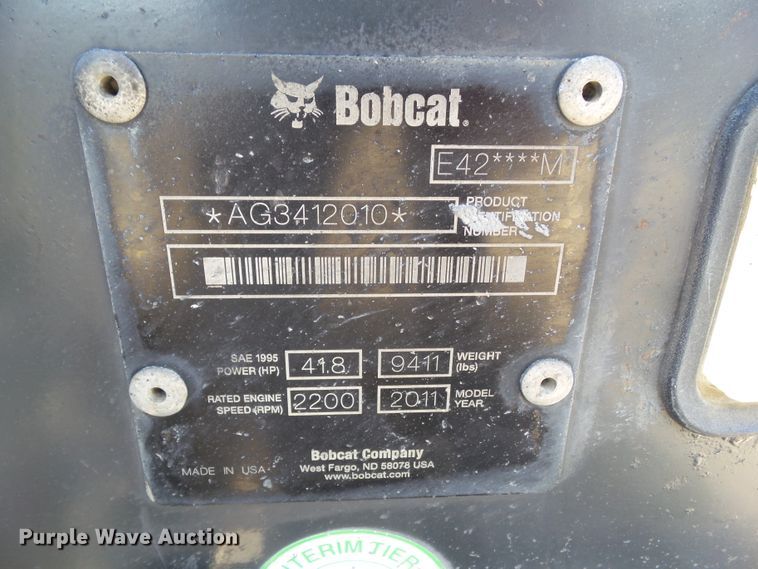 Bobcat®
E42****M
*AG3412010*
PRODUCT
IDENTIFICATION
NUMBER
SAE 1995
POWER (HP)
41.8
9411
WEIGHT
(lbs)
RATED ENGINE
SPEED (RPM)
2200
2011
MODEL
YEAR
Bobcat Company
West Fargo, ND 58078 USA
www.bobcat.com
MADE IN USA
Purple Wave Auction
INTERIM TIER